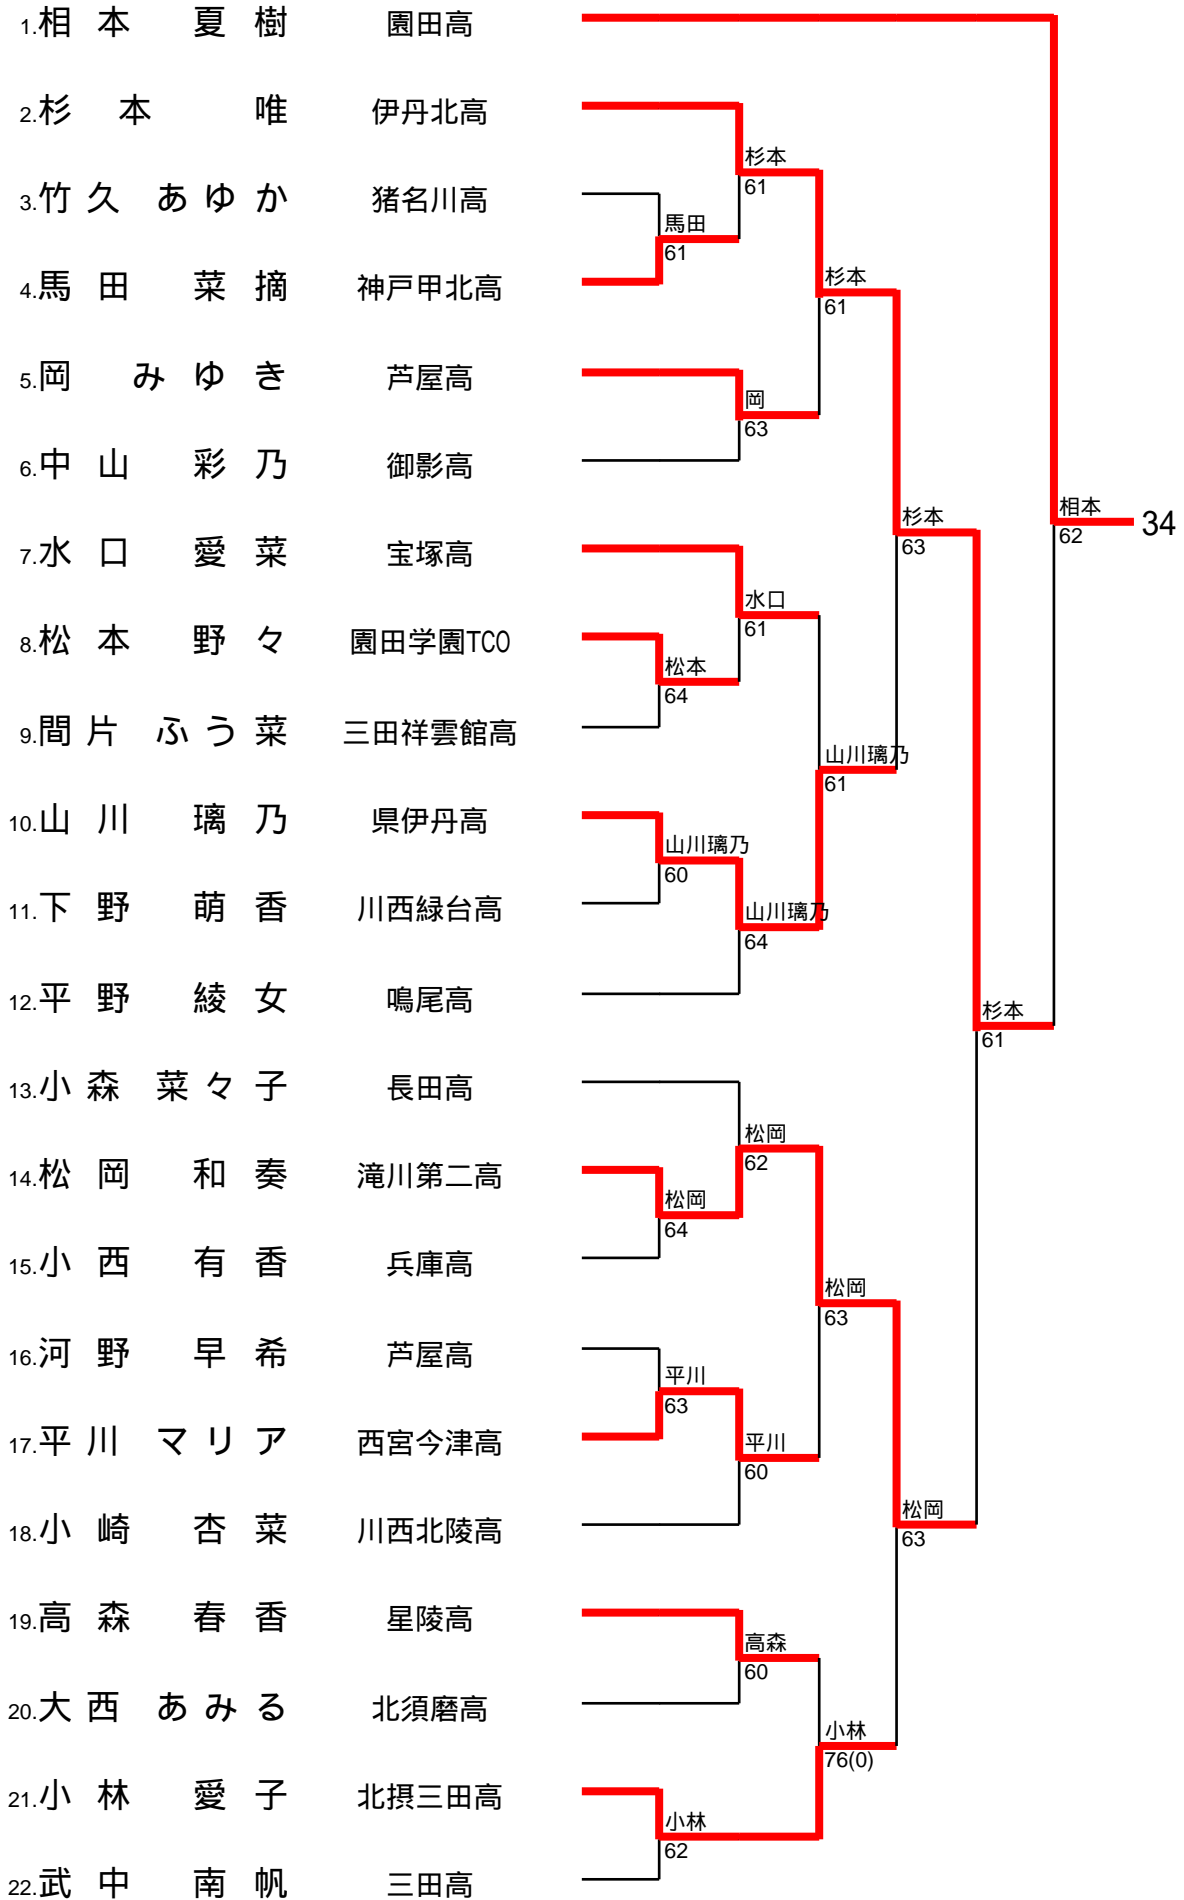 1.相本 夏樹 園田高
2.杉本 唯 伊丹北高
杉本
61
3.竹久 あゆか 猪名川高
馬田
61
4.馬田 菜摘 神戸甲北高
杉本
61
5.岡 みゆき 芦屋高
岡
63
6.中山 彩乃 御影高
相本
62
34
杉本
63
7.水口 愛菜 宝塚高
水口
61
8.松本 野々 園田学園TCO
松本
64
9.間片 ふう菜 三田祥雲館高
山川璃乃
61
10.山川 璃乃 県伊丹高
山川璃乃
60
11.下野 萌香 川西緑台高
山川璃乃
64
12.平野 綾女 鳴尾高
杉本
61
13.小森 菜々子 長田高
松岡
62
14.松岡 和奏 滝川第二高
松岡
64
15.小西 有香 兵庫高
松岡
63
16.河野 早希 芦屋高
平川
63
17.平川 マリア 西宮今津高
平川
60
18.小崎 杏菜 川西北陵高
松岡
63
19.高森 春香 星陵高
高森
60
20.大西 あみる 北須磨高
小林
76(0)
21.小林 愛子 北摂三田高
小林
62
22.武中 南帆 三田高